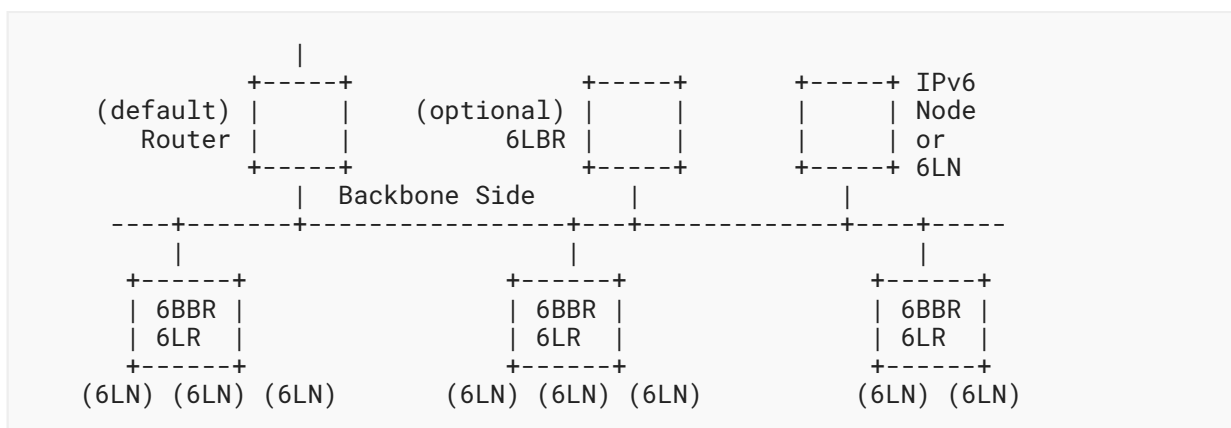 |
+-----+ +-----+ +-----+ IPv6
(default) | | (optional) | | | | Node
Router | | 6LBR | | | | or
+-----+ +-----+ +-----+ 6LN
| Backbone Side | |
----+-------+-----------------+---+-------------+----+-----
| | |
+------+ +------+ +------+
| 6BBR | | 6BBR | | 6BBR |
| 6LR | | 6LR | | 6LR |
+------+ +------+ +------+
(6LN) (6LN) (6LN) (6LN) (6LN) (6LN) (6LN) (6LN)